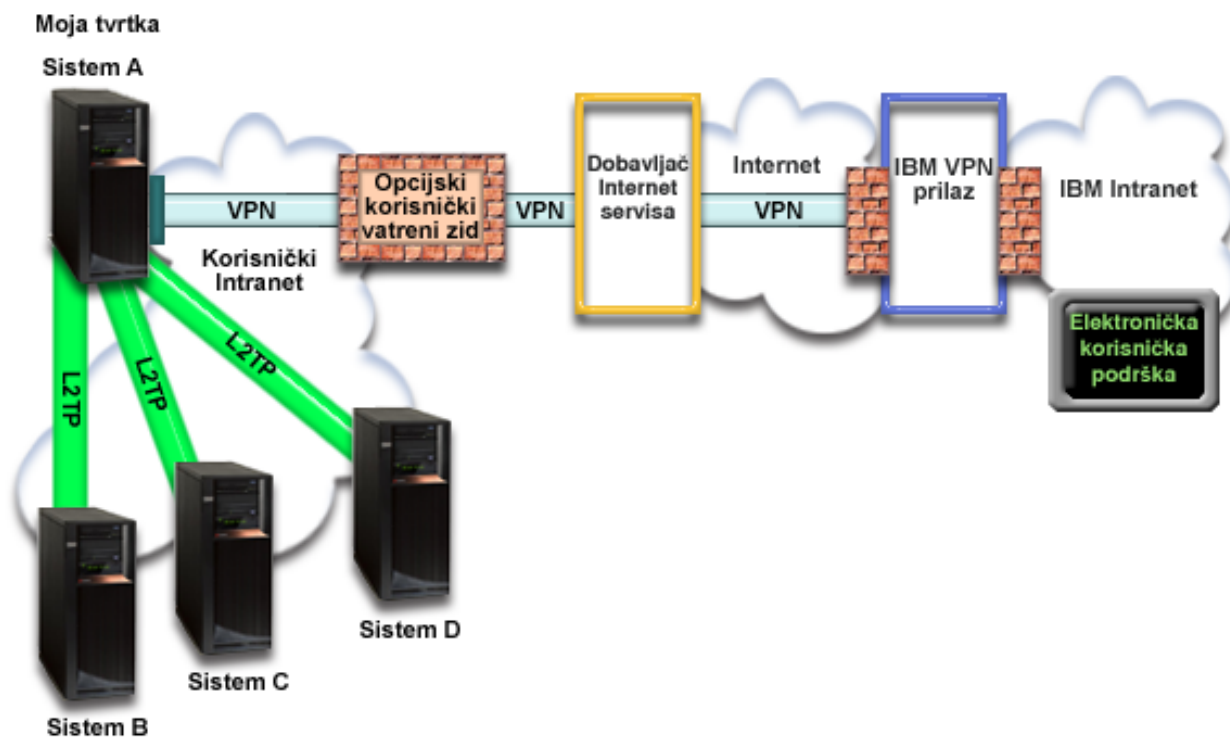 Moja tvrtka
Sistem A
VPN
Korisnički
Intranet
Opcijski
korisnički
vatreni zid
VPN
Dobavljač
Internet
servisa
Internet
VPN
IBM VPN
prilaz
IBM Intranet
Elektronička
korisnička
podrška
L2TP
L2TP
L2TP
Sistem D
Sistem C
Sistem B